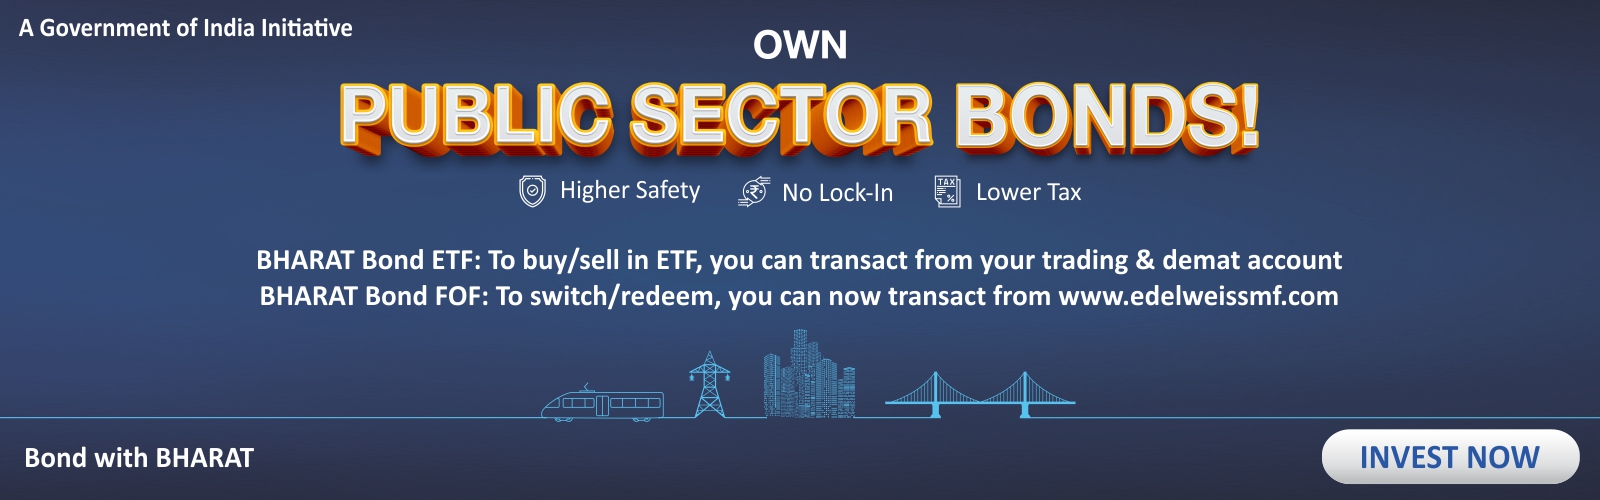 A Government of India Initiative
OWN
PUBLIC SECTOR BONDS!
Higher Safety
No Lock-In
TAX
Lower Tax
BHARAT Bond ETF: To buy/sell in ETF, you can transact from your trading & demat account
BHARAT Bond FOF: To switch/redeem, you can now transact from www.edelweissmf.com
Bond with BHARAT
INVEST NOW